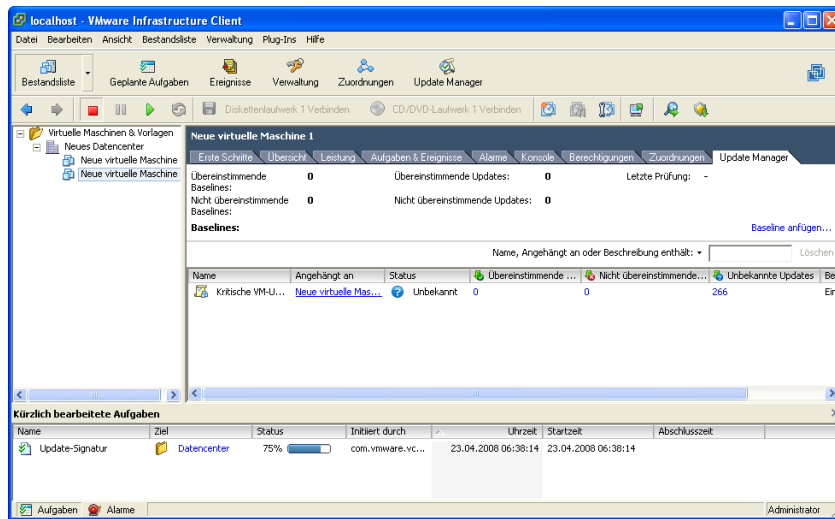 localhost - VMware Infrastructure Client
Datei Bearbeiten Ansicht Bestandsliste Verwaltung Plug-Ins Hilfe
Bestandsliste Geplante Aufgaben Ereignisse Verwaltung Zuordnungen Update Manager
Diskettenlaufwerk 1 Verbinden CD/DVD-Laufwerk 1 Verbinden
Virtuelle Maschinen & Vorlagen
Neues Datencenter
Neue virtuelle Maschine
Neue virtuelle Maschine
Neue virtuelle Maschine 1
Erste Schritte Übersicht Leistung Aufgaben & Ereignisse Alarme Konsole Berechtigungen Zuordnungen Update Manager
Übereinstimmende Baselines: 0 Übereinstimmende Updates: 0 Letzte Prüfung: -
Nicht übereinstimmende Baselines: 0 Nicht übereinstimmende Updates: 0
Baselines: Baseline anfügen...
Name, Angehängt an oder Beschreibung enthält: Löschen
Name Angehängt an Status Übereinstimmende ... Nicht übereinstimmende... Unbekannte Updates Be
Kritische VM-U... Neue virtuelle Mas... Unbekannt 0 0 266 Ein
Kürzlich bearbeitete Aufgaben
Name Ziel Status Initiiert durch Uhrzeit Startzeit Abschlusszeit
Update-Signatur Datencenter 75% com.vmware.vc... 23.04.2008 06:38:14 23.04.2008 06:38:14
Aufgaben Alarme Administrator